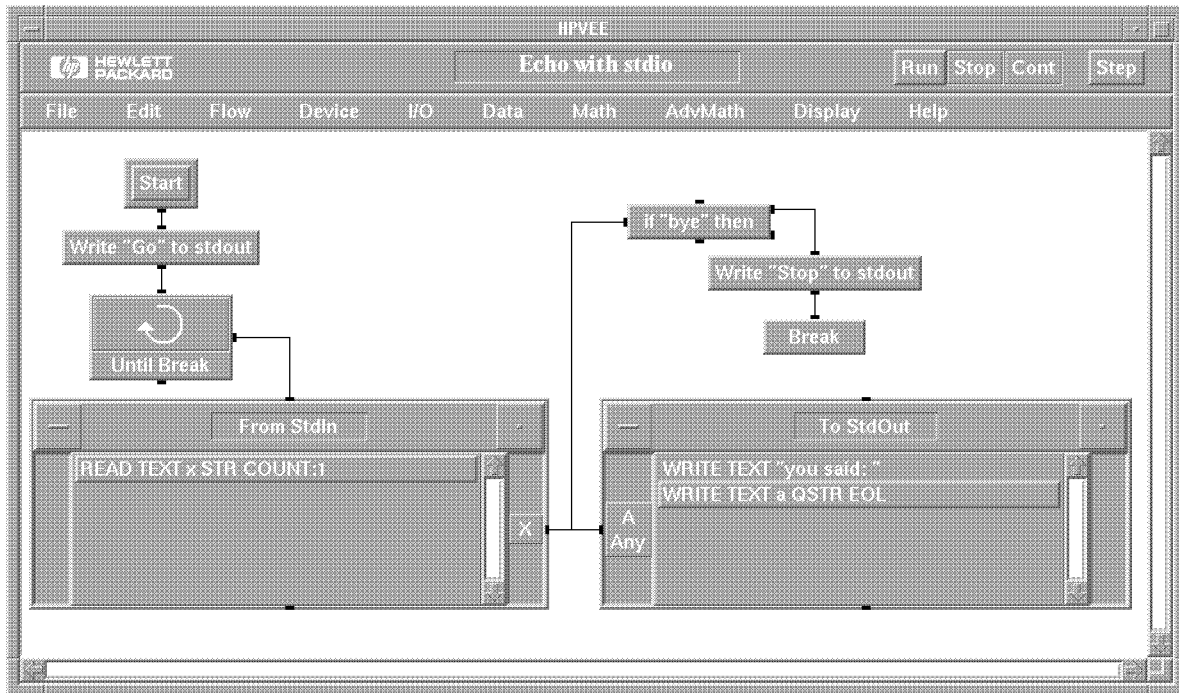 HPVEE
HEWLETT
PACKARD
Echo with stdio
Run Stop Cont Step
File Edit Flow Device I/O Data Math AdvMath Display Help
Start
Write "Go" to stdout
Until Break
if "bye" then
Write "Stop" to stdout
Break
From StdIn
READ TEXT x STR COUNT:1
X
To StdOut
WRITE TEXT "you said: "
WRITE TEXT a QSTR EOL
A
Any